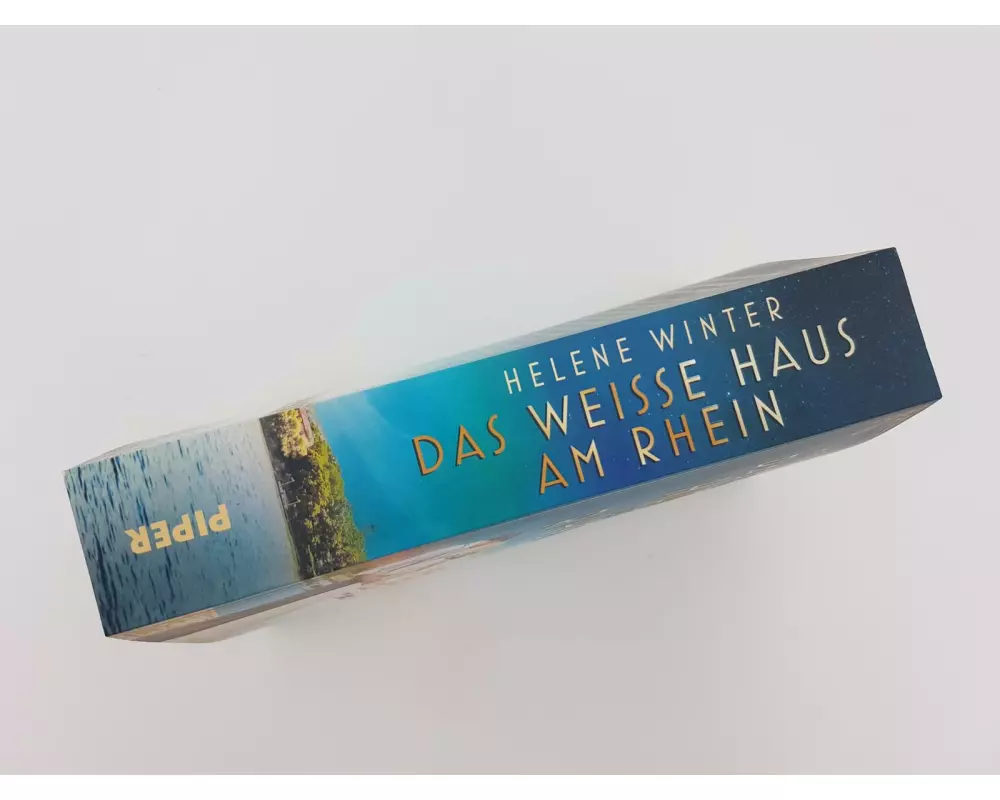 HELENE WINTER
DAS WEISSE HAUS
AM RHEIN
PIPER